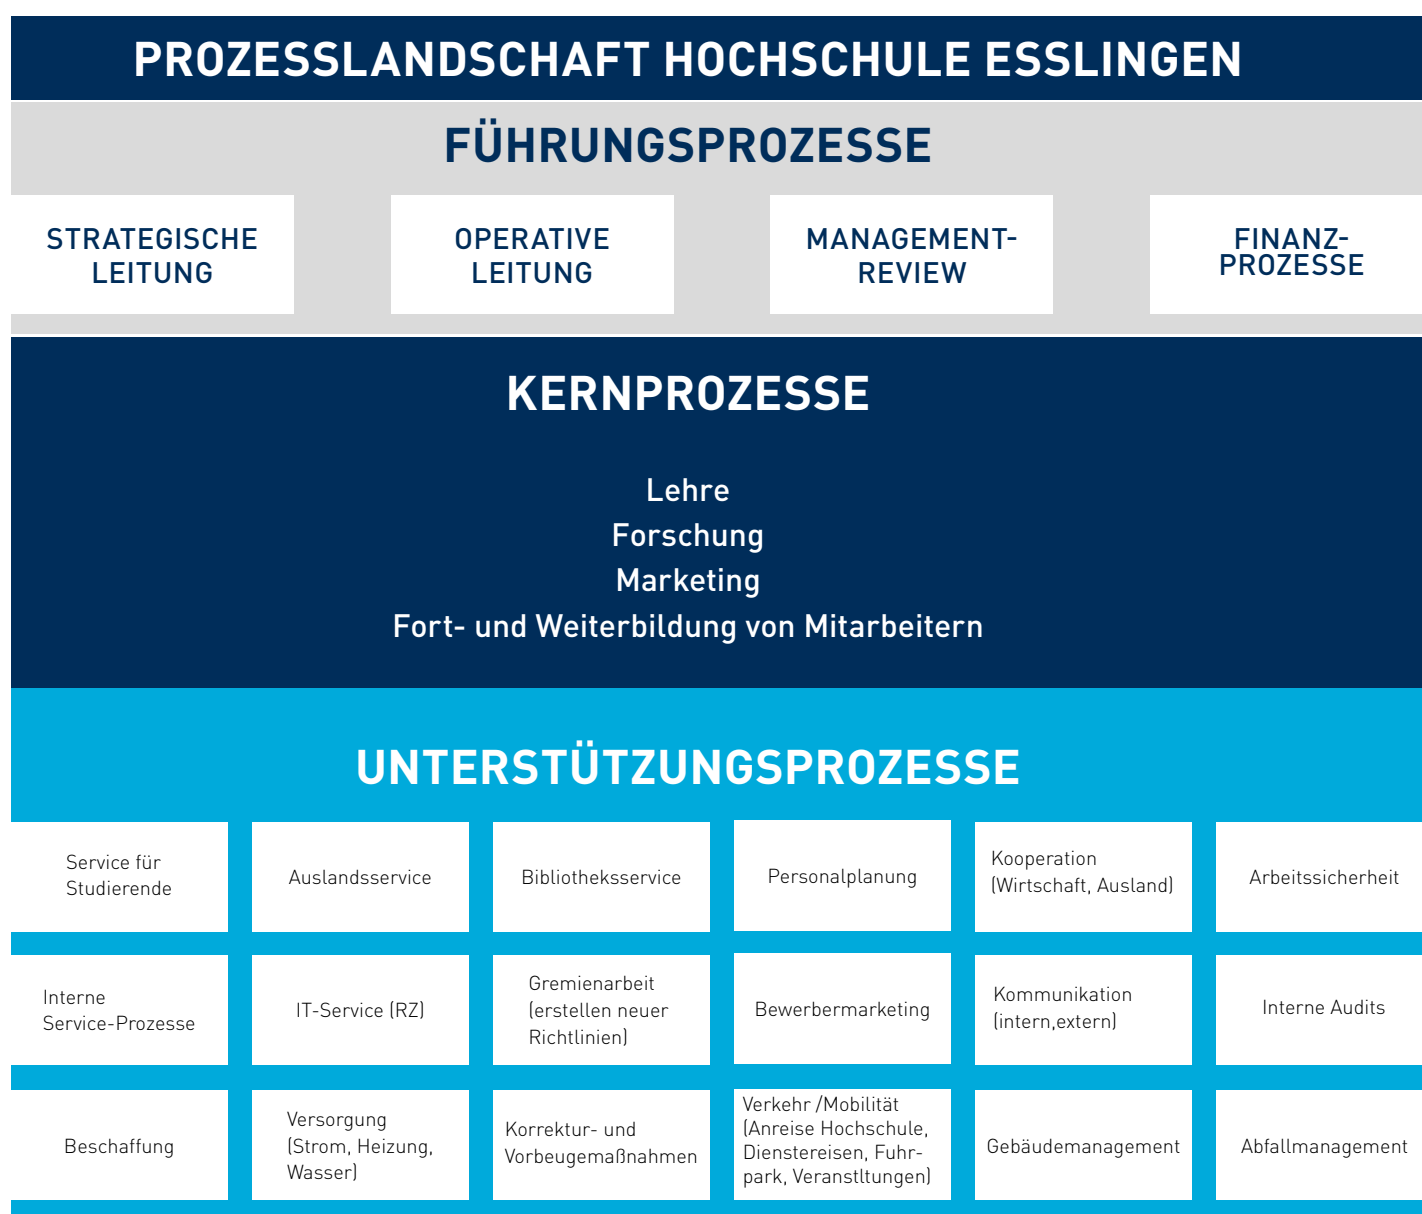 PROZESSLANDSCHAFT HOCHSCHULE ESSLINGEN
FÜHRUNGSPROZESSE
STRATEGISCHE
LEITUNG
OPERATIVE
LEITUNG
MANAGEMENT-
REVIEW
FINANZ-
PROZESSE
KERNPROZESSE
Lehre
Forschung
Marketing
Fort- und Weiterbildung von Mitarbeitern
UNTERSTÜTZUNGSPROZESSE
Service für
Studierende
Auslandsservice
Bibliotheksservice
Personalplanung
Kooperation
(Wirtschaft, Ausland)
Arbeitssicherheit
Interne
Service-Prozesse
IT-Service (RZ)
Gremienarbeit
(erstellen neuer
Richtlinien)
Bewerbermarketing
Kommunikation
(intern,extern)
Interne Audits
Beschaffung
Versorgung
(Strom, Heizung,
Wasser)
Korrektur- und
Vorbeugemaßnahmen
Verkehr /Mobilität
(Anreise Hochschule,
Dienstereisen, Fuhr-
park, Veranstltungen)
Gebäudemanagement
Abfallmanagement